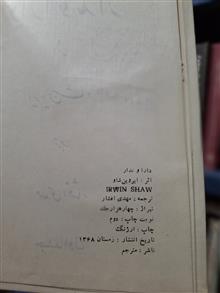 دارا و ندار
اثر : ایروین شاو
IRWIN SHAW
ترجمه : مهدی افشار
تیراژ : چهارهزار جلد
نوبت چاپ : دوم
چاپ : ارژنگ
تاریخ انتشار : زمستان ۱۳۶۸
ناشر : مترجم